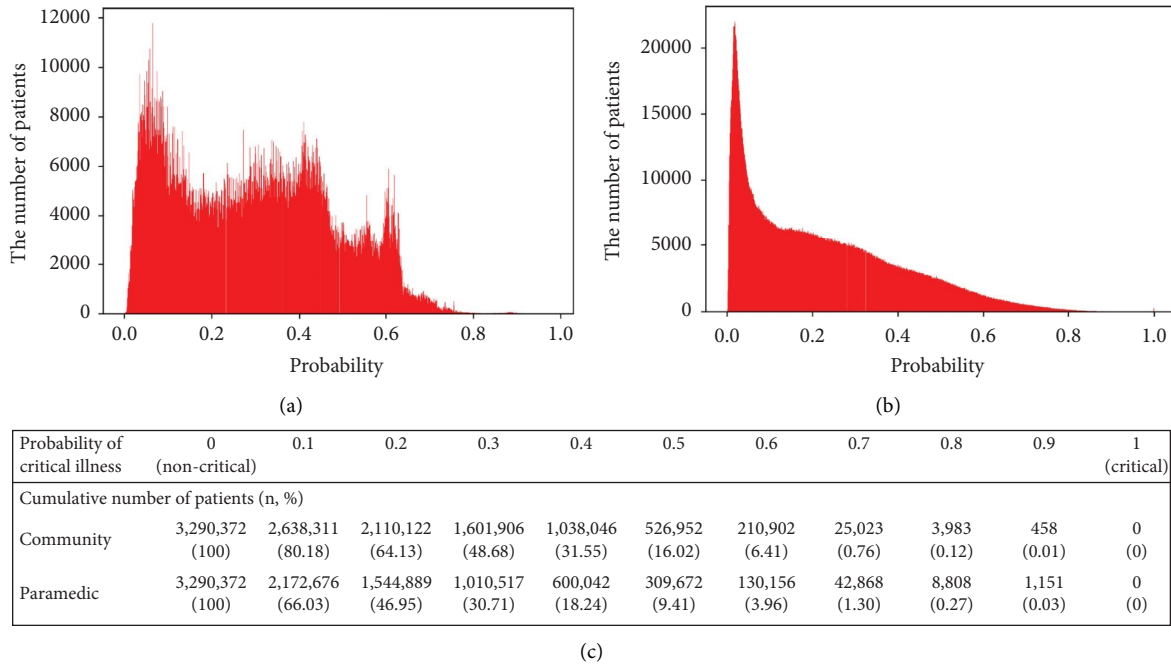 The number of patients
12000
10000
8000
6000
4000
2000
0
0.0 0.2 0.4 0.6 0.8 1.0
Probability
(a)
The number of patients
20000
15000
10000
5000
0
0.0 0.2 0.4 0.6 0.8 1.0
Probability
(b)
Probability of 0 0.1 0.2 0.3 0.4 0.5 0.6 0.7 0.8 0.9 1
critical illness (non-critical) (critical)
Cumulative number of patients (n, %)
Community 3,290,372 2,638,311 2,110,122 1,601,906 1,038,046 526,952 210,902 25,023 3,983 458 0
(100) (80.18) (64.13) (48.68) (31.55) (16.02) (6.41) (0.76) (0.12) (0.01) (0)
Paramedic 3,290,372 2,172,676 1,544,889 1,010,517 600,042 309,672 130,156 42,868 8,808 1,151 0
(100) (66.03) (46.95) (30.71) (18.24) (9.41) (3.96) (1.30) (0.27) (0.03) (0)
(c)